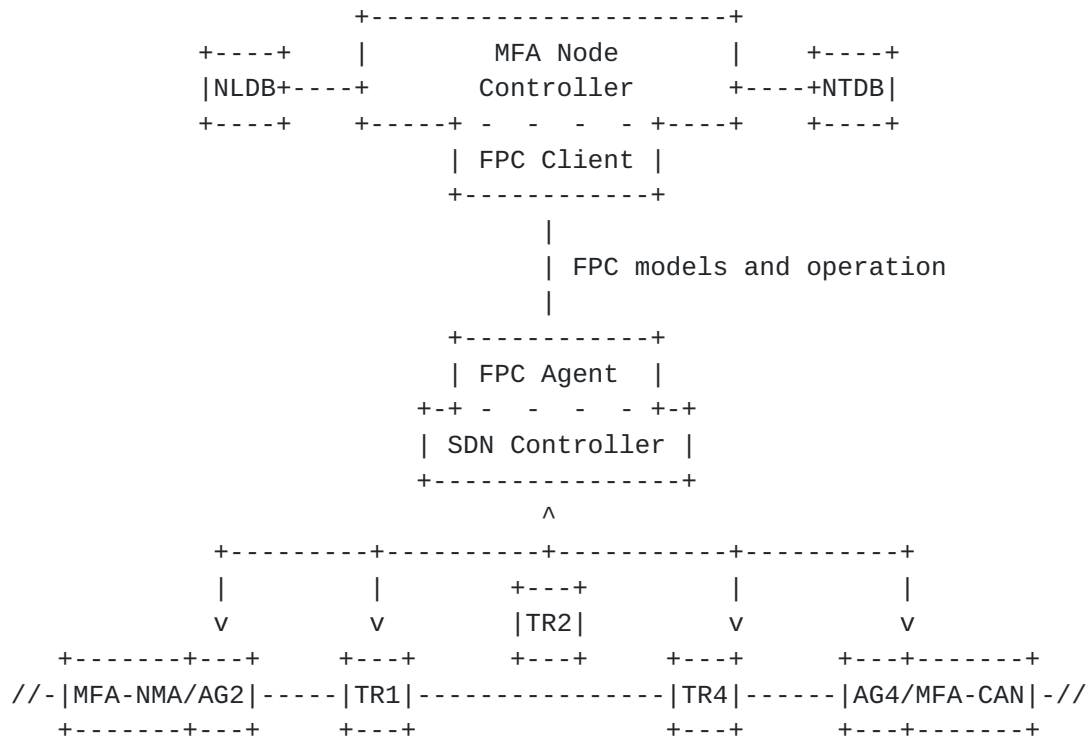 MFA Node
NLDB Controller NTDB
FPC Client
FPC models and operation
FPC Agent
SDN Controller
TR2
//-|MFA-NMA/AG2|-----|TR1|----------------|TR4|------|AG4/MFA-CAN|-//